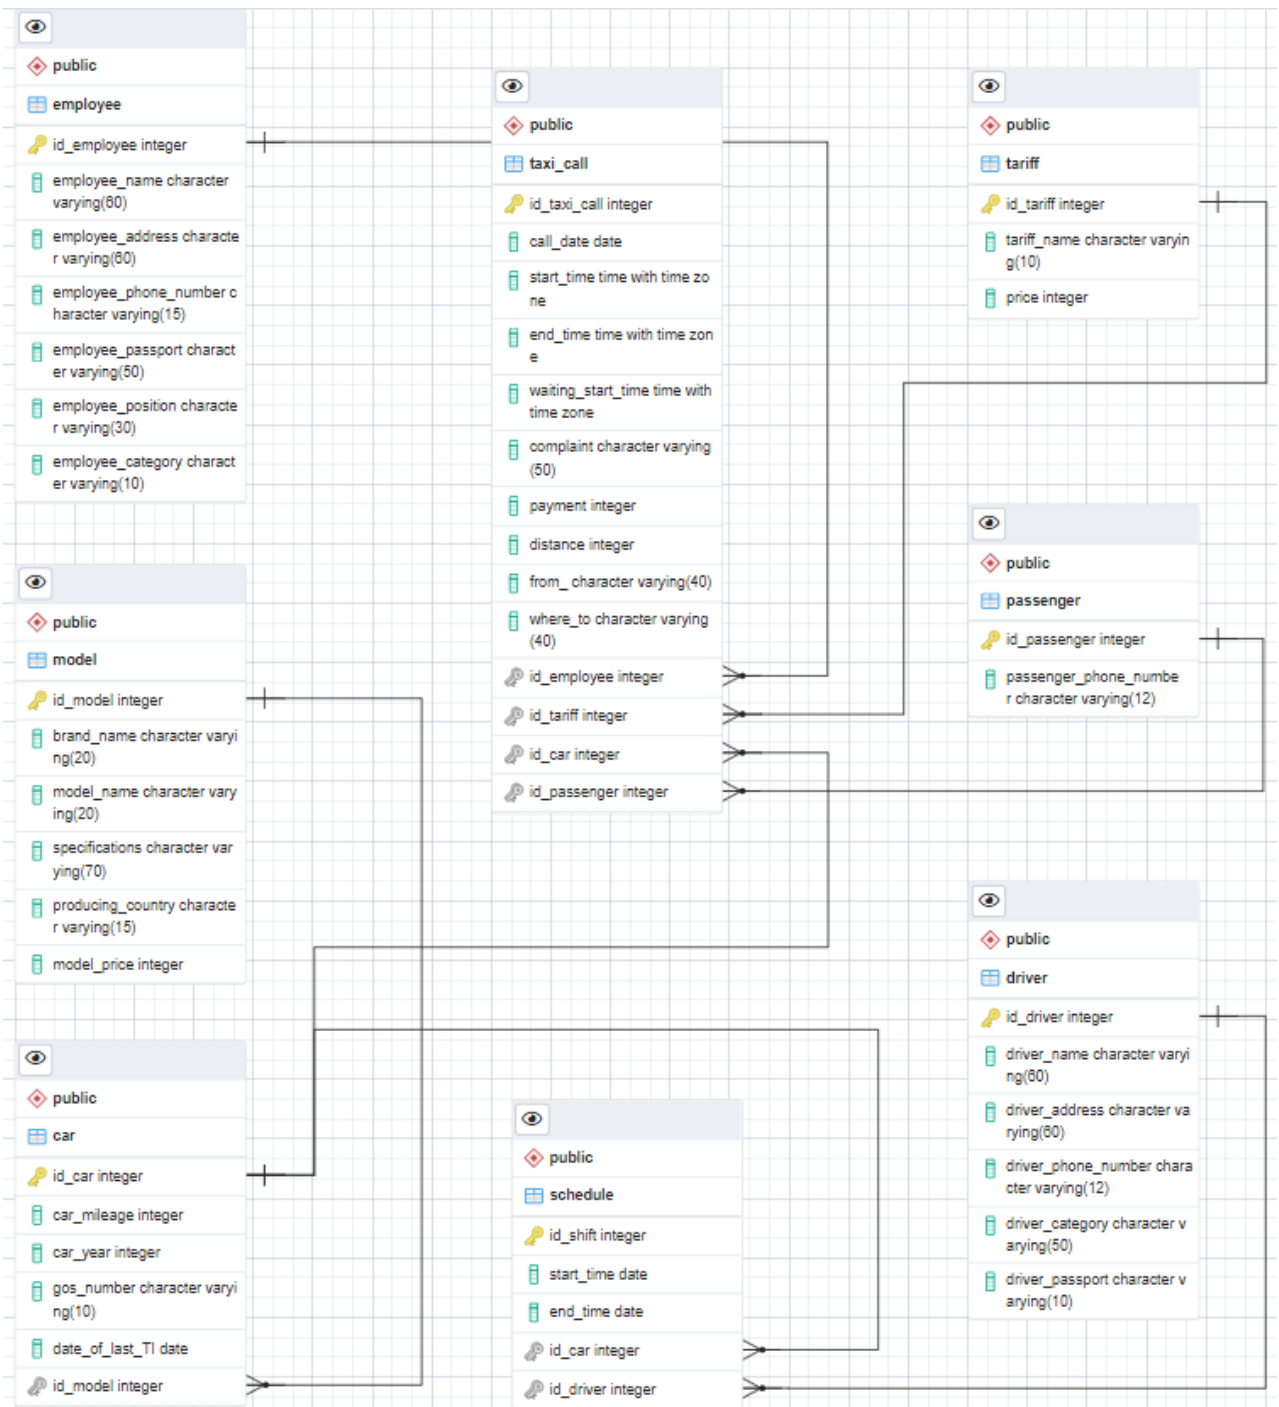 public
employee
id_employee integer
employee_name character
varying(60)
employee_address characte
r varying(60)
employee_phone_number c
haracter varying(15)
employee_passport charact
er varying(50)
employee_position characte
r varying(30)
employee_category charact
er varying(10)
public
taxi_call
id_taxi_call integer
call_date date
start_time time with time zo
ne
end_time time with time zon
e
waiting_start_time time with
time zone
complaint character varying
(50)
payment integer
distance integer
from_ character varying(40)
where_to character varying
(40)
id_employee integer
id_tariff integer
id_car integer
id_passenger integer
public
tariff
id_tariff integer
tariff_name character varyin
g(10)
price integer
public
passenger
id_passenger integer
passenger_phone_numbe
r character varying(12)
public
model
id_model integer
brand_name character varyi
ng(20)
model_name character vary
ing(20)
specifications character var
ying(70)
producing_country characte
r varying(15)
model_price integer
public
driver
id_driver integer
driver_name character varyi
ng(60)
driver_address character va
rying(60)
driver_phone_number chara
cter varying(12)
driver_category character v
arying(50)
driver_passport character v
arying(10)
public
car
id_car integer
car_mileage integer
car_year integer
gos_number character varyi
ng(10)
date_of_last_TI date
id_model integer
public
schedule
id_shift integer
start_time date
end_time date
id_car integer
id_driver integer